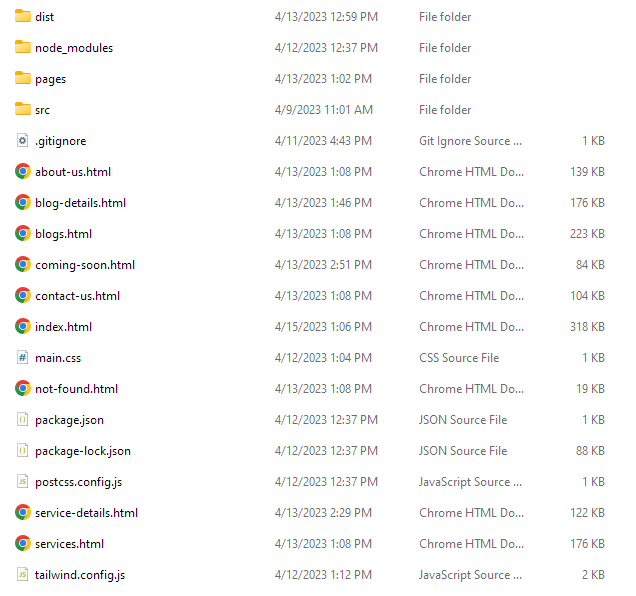 dist 4/13/2023 12:59 PM File folder
node_modules 4/12/2023 12:37 PM File folder
pages 4/13/2023 1:02 PM File folder
src 4/9/2023 11:01 AM File folder
.gitignore 4/11/2023 4:43 PM Git Ignore Source ... 1 KB
about-us.html 4/13/2023 1:08 PM Chrome HTML Do... 139 KB
blog-details.html 4/13/2023 1:46 PM Chrome HTML Do... 176 KB
blogs.html 4/13/2023 1:08 PM Chrome HTML Do... 223 KB
coming-soon.html 4/13/2023 2:51 PM Chrome HTML Do... 84 KB
contact-us.html 4/13/2023 1:08 PM Chrome HTML Do... 104 KB
index.html 4/15/2023 1:06 PM Chrome HTML Do... 318 KB
main.css 4/12/2023 1:04 PM CSS Source File 1 KB
not-found.html 4/13/2023 1:08 PM Chrome HTML Do... 19 KB
package.json 4/12/2023 12:37 PM JSON Source File 1 KB
package-lock.json 4/12/2023 12:37 PM JSON Source File 88 KB
postcss.config.js 4/12/2023 12:37 PM JavaScript Source ... 1 KB
service-details.html 4/13/2023 2:29 PM Chrome HTML Do... 122 KB
services.html 4/13/2023 1:08 PM Chrome HTML Do... 176 KB
tailwind.config.js 4/12/2023 1:12 PM JavaScript Source ... 2 KB